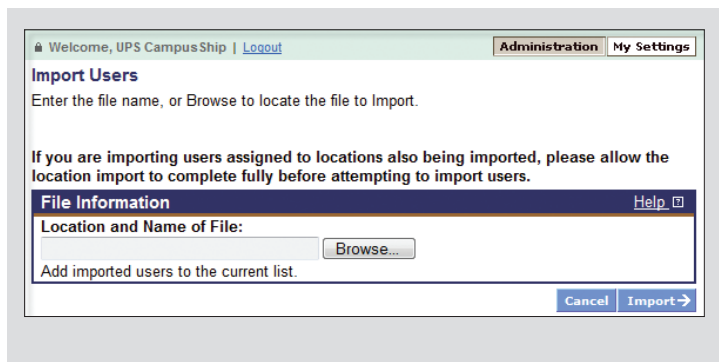 Welcome, UPS CampusShip | Logout
Administration
My Settings
Import Users
Enter the file name, or Browse to locate the file to Import.
If you are importing users assigned to locations also being imported, please allow the
location import to complete fully before attempting to import users.
File Information
Help ?
Location and Name of File:
Browse...
Add imported users to the current list.
Cancel
Import→